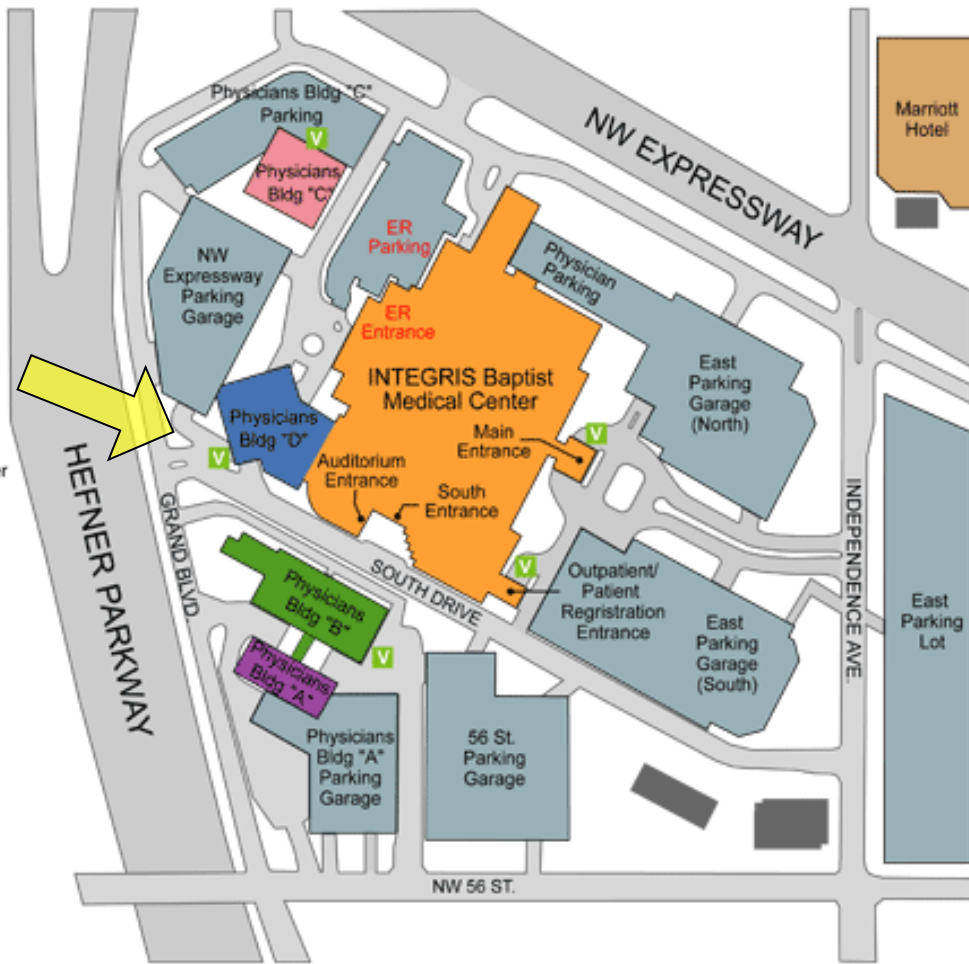 Physicians Bldg "C"
Parking
V
Physicians
Bldg "C"
NW EXPRESSWAY
Marriott
Hotel
ER
Parking
Physician
Parking
NW
Expressway
Parking
Garage
ER
Entrance
INTEGRIS Baptist
Medical Center
East
Parking
Garage
(North)
Physicians
Bldg "D"
Main
Entrance
V
V
Auditorium
Entrance
South
Entrance
HEFNER PARKWAY
GRAND BLVD.
SOUTH DRIVE
INDEPENDENCE AVE.
V
Outpatient/
Patient
Regristration
Entrance
Physicians
Bldg "B"
East
Parking
Lot
East
Parking
Garage
(South)
V
Physicians
Bldg "A"
Physicians
Bldg "A"
Parking
Garage
56 St.
Parking
Garage
NW 56 ST.